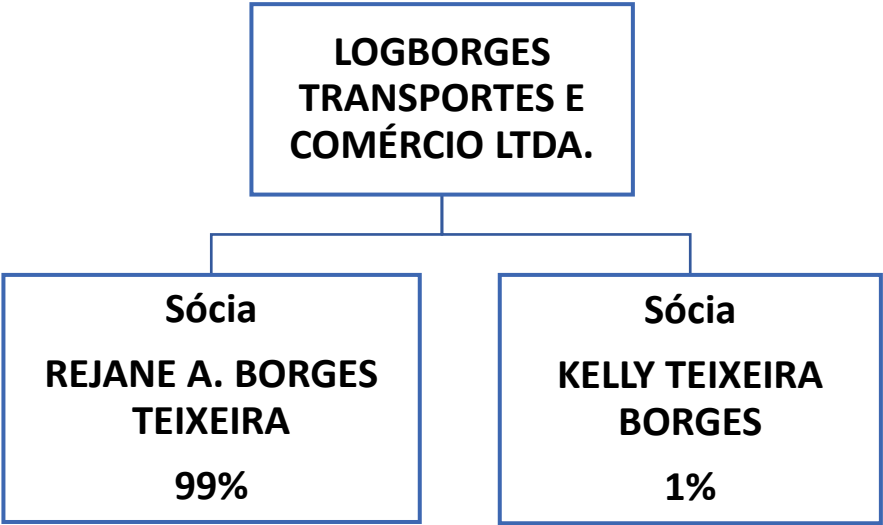 LOGBORGES
TRANSPORTES E
COMÉRCIO LTDA.
Sócia
REJANE A. BORGES
TEIXEIRA
99%
Sócia
KELLY TEIXEIRA
BORGES
1%